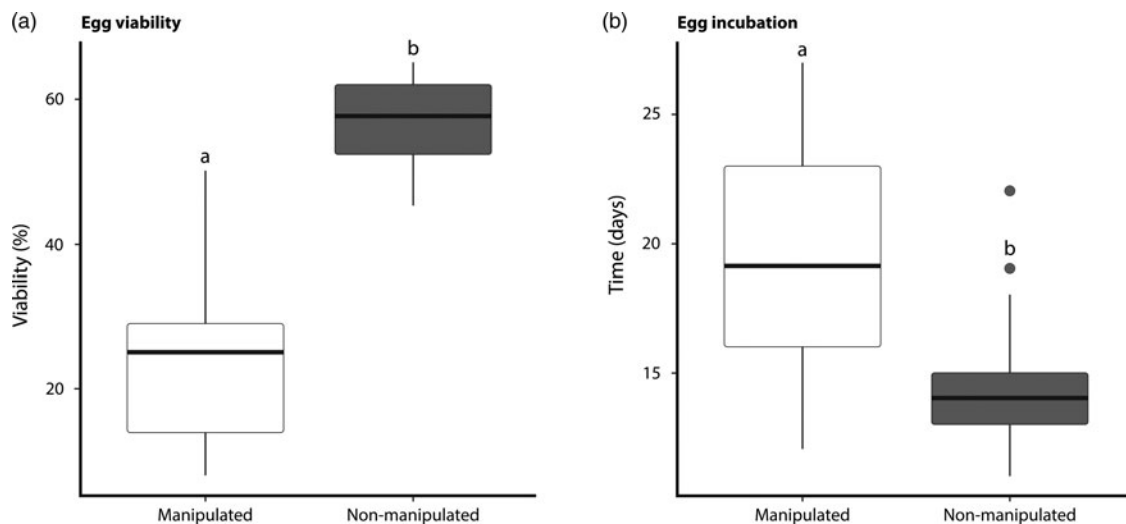 (a) Egg viability
a
b
Viability (%)
60
40
20
Manipulated Non-manipulated
(b) Egg incubation
a
b
Time (days)
25
20
15
Manipulated Non-manipulated